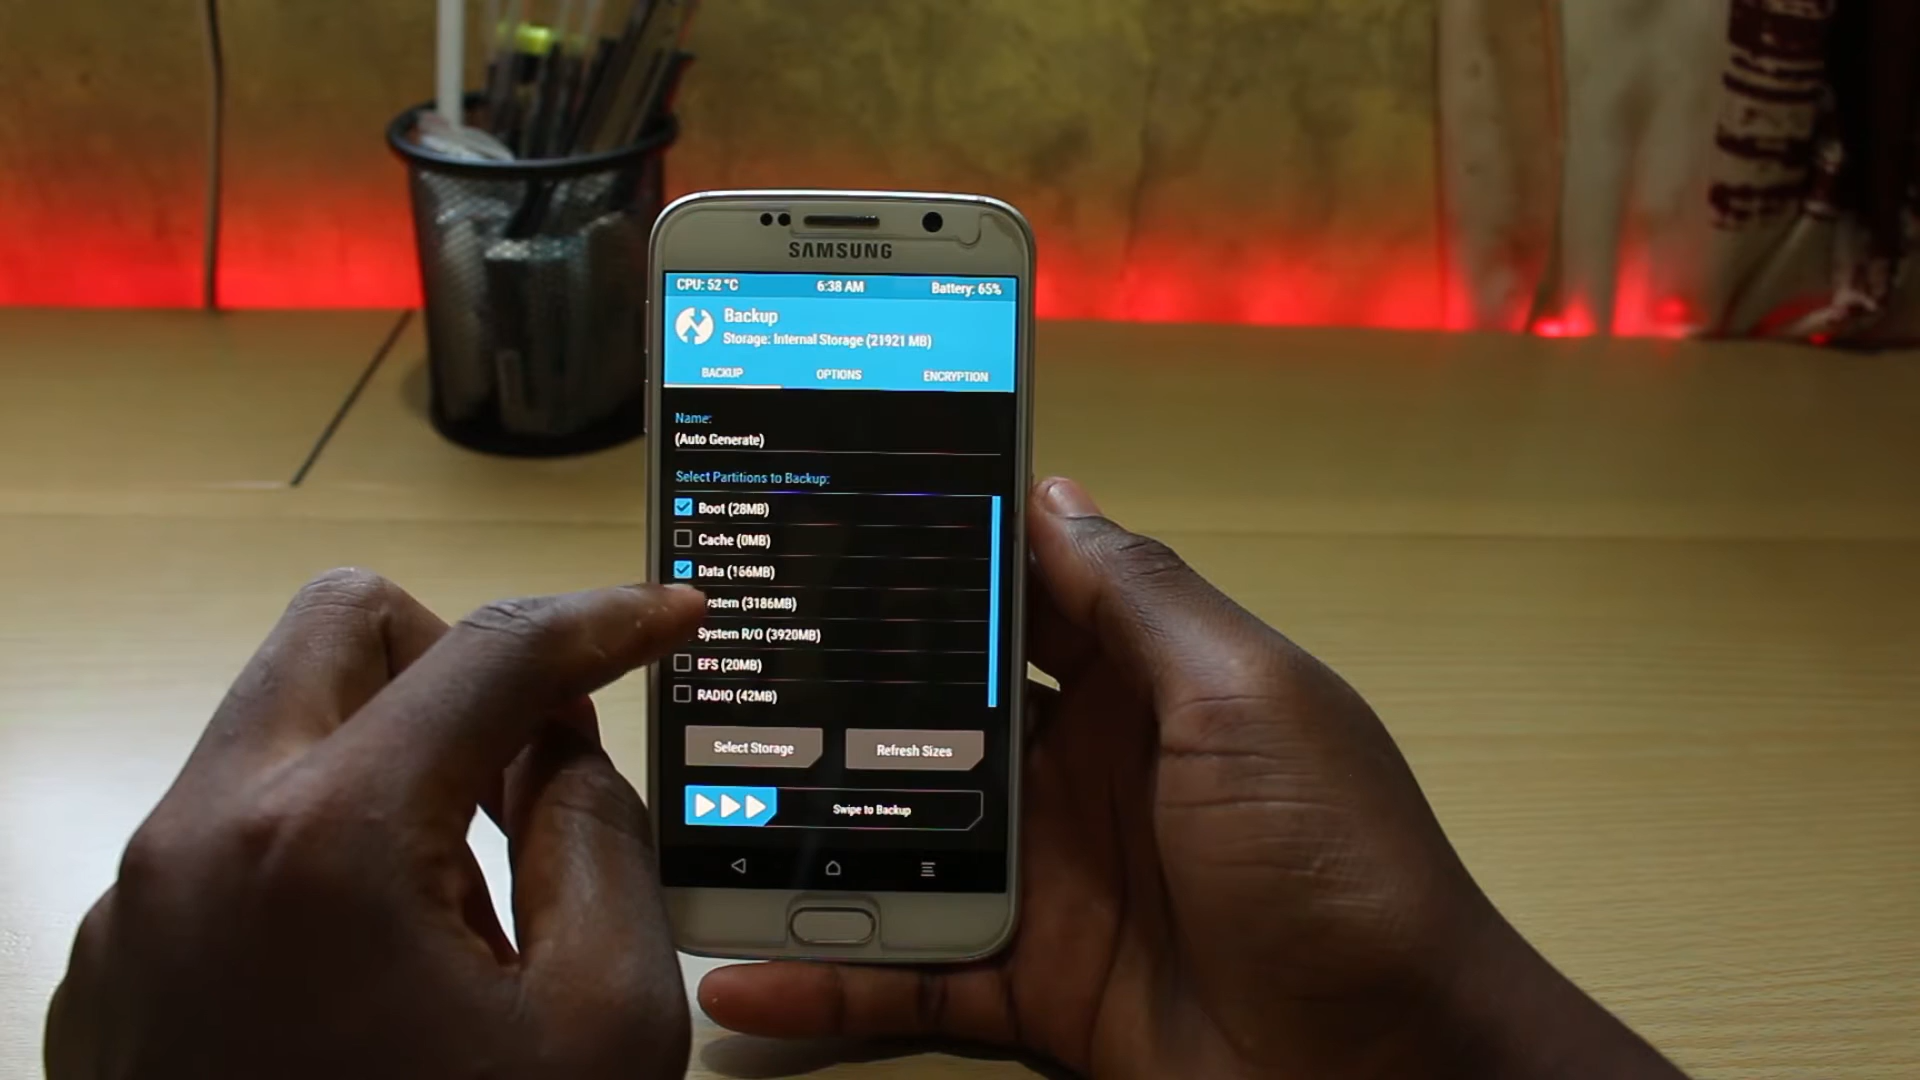 SAMSUNG
CPU: 52 °C 6:38 AM Battery: 65%
Backup
Storage: Internal Storage (21921 MB)
BACKUP OPTIONS ENCRYPTION
Name:
(Auto Generate)
Select Partitions to Backup:
Boot (28MB)
Cache (0MB)
Data (166MB)
ystem (3186MB)
System R/O (3920MB)
EFS (20MB)
RADIO (42MB)
Select Storage Refresh Sizes
Swipe to Backup